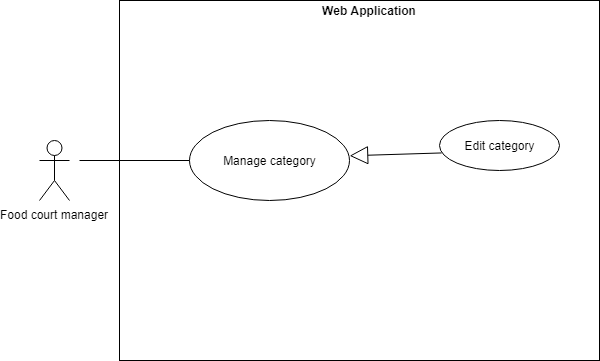 Web Application
Manage category
Edit category
Food court manager